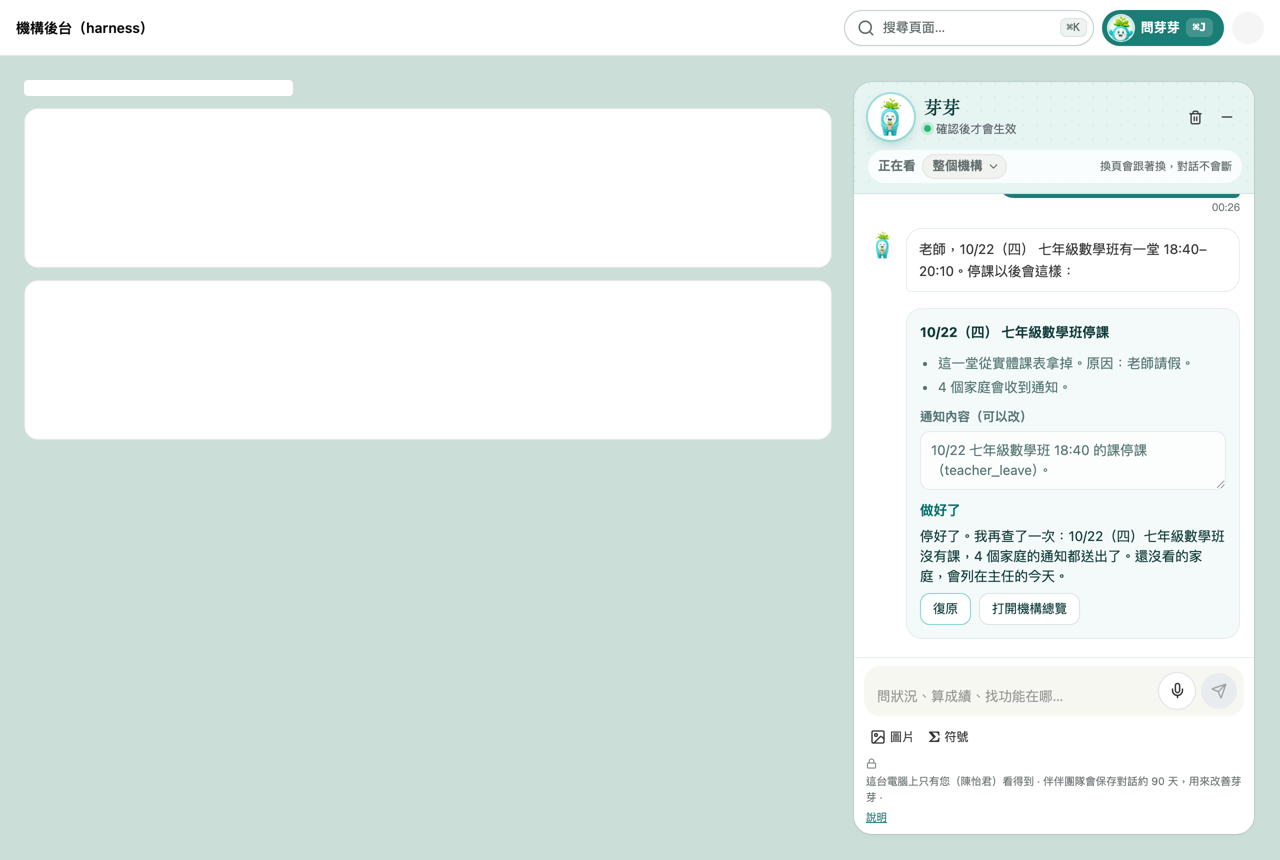 機構後台（harness）
搜尋頁面... ⌘K
問芽芽 ⌘J
芽芽
確認後才會生效
正在看 整個機構 換頁會跟著換，對話不會斷
00:26
老師，10/22（四） 七年級數學班有一堂 18:40–
20:10。停課以後會這樣：
10/22（四） 七年級數學班停課
• 這一堂從實體課表拿掉。原因：老師請假。
• 4 個家庭會收到通知。
通知內容（可以改）
10/22 七年級數學班 18:40 的課停課
（teacher_leave）。
做好了
停好了。我再查了一次：10/22（四）七年級數學班
沒有課，4 個家庭的通知都送出了。還沒看的家
庭，會列在主任的今天。
復原 打開機構總覽
問狀況、算成績、找功能在哪...
圖片 符號
這台電腦上只有您（陳怡君）看得到 · 伴伴團隊會保存對話約 90 天，用來改善芽
芽 ·
說明